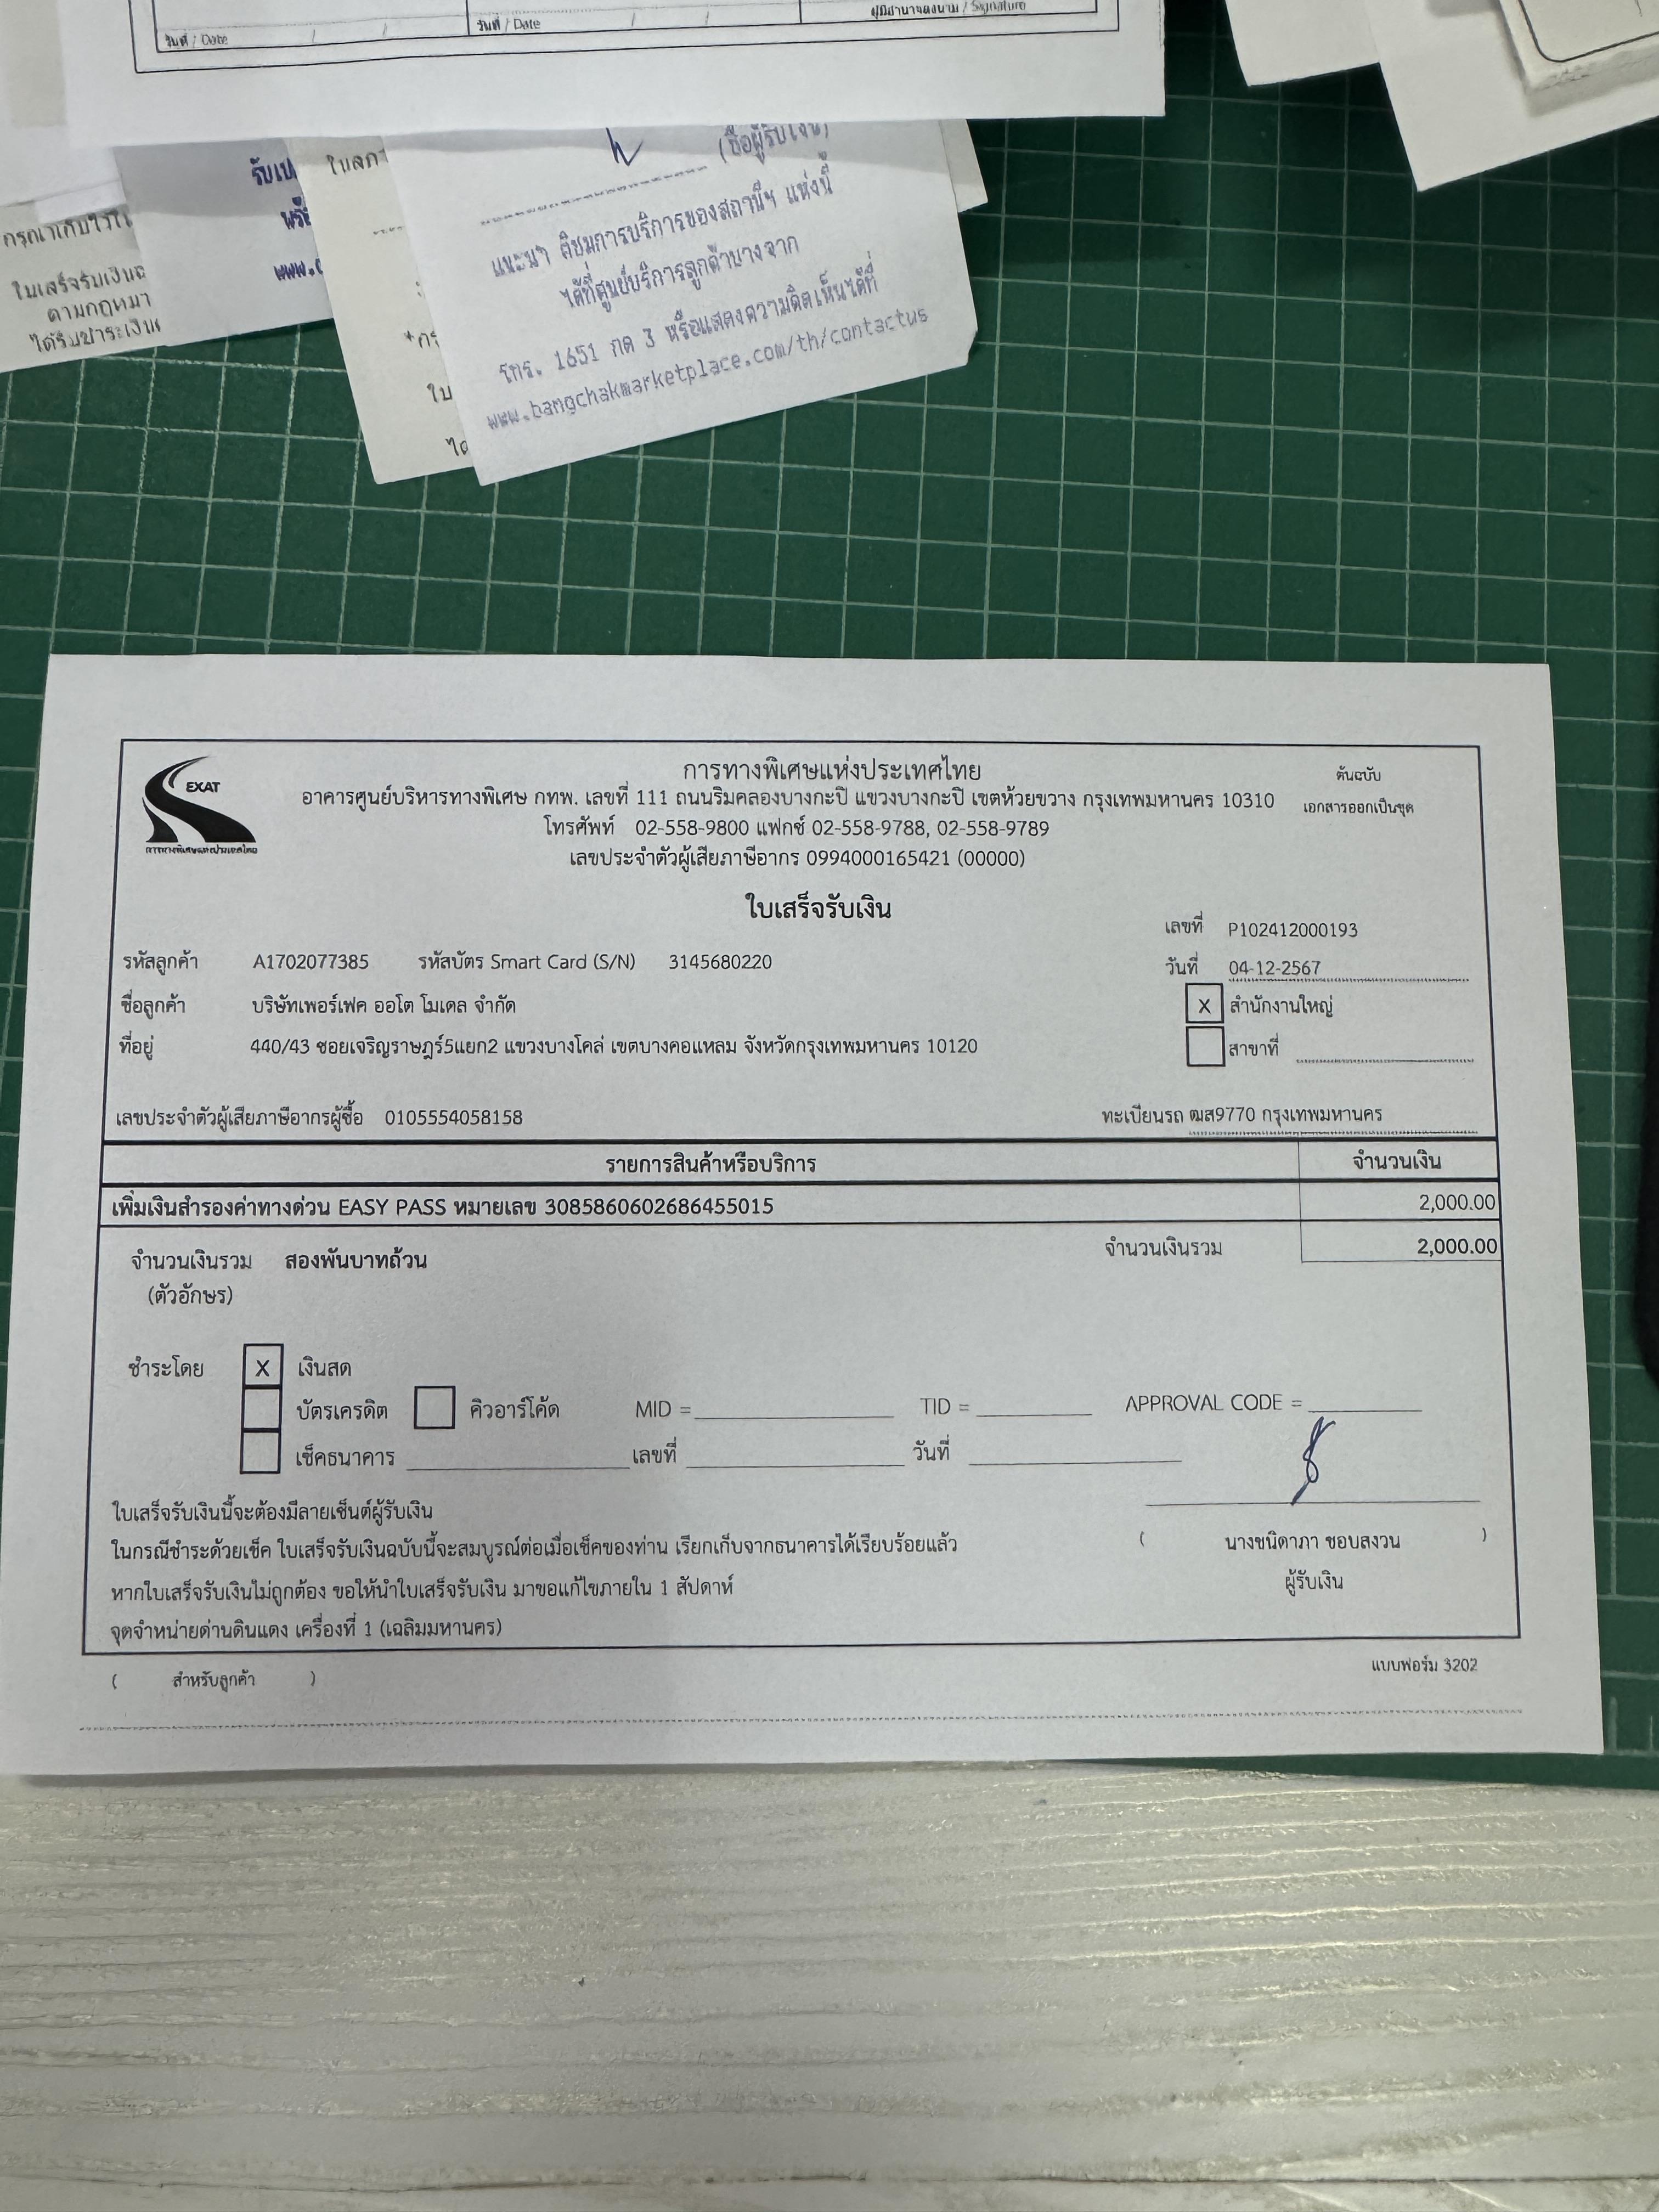 วันที่ / Date
วันที่ / Date
ผู้มีอำนาจลงนาม / Signature
(ชื่อผู้รับเงิน)
แนะนำ ติชมการบริการของสถานีฯ แห่งนี้
ได้ที่ศูนย์บริการลูกค้าบางจาก
โทร. 1651 กด 3 หรือแสดงความคิดเห็นได้ที่
www.bangchakmarketplace.com/th/contactus
กรุณาเก็บไว้
ใบเสร็จรับเงิน
ตามกฎหมา
ได้รับชำระเงิน
EXAT
การทางพิเศษแห่งประเทศไทย
การทางพิเศษแห่งประเทศไทย
ต้นฉบับ
อาคารศูนย์บริหารทางพิเศษ กทพ. เลขที่ 111 ถนนริมคลองบางกะปิ แขวงบางกะปิ เขตห้วยขวาง กรุงเทพมหานคร 10310
เอกสารออกเป็นชุด
โทรศัพท์ 02-558-9800 แฟกซ์ 02-558-9788, 02-558-9789
เลขประจำตัวผู้เสียภาษีอากร 0994000165421 (00000)
ใบเสร็จรับเงิน
เลขที่ P102412000193
รหัสลูกค้า A1702077385 รหัสบัตร Smart Card (S/N) 3145680220
วันที่ 04-12-2567
ชื่อลูกค้า บริษัทเพอร์เฟค ออโต โมเดล จำกัด
X สำนักงานใหญ่
ที่อยู่ 440/43 ซอยเจริญราษฎร์5แยก2 แขวงบางโคล่ เขตบางคอแหลม จังหวัดกรุงเทพมหานคร 10120
สาขาที่
เลขประจำตัวผู้เสียภาษีอากรผู้ซื้อ 0105554058158
ทะเบียนรถ ฒส9770 กรุงเทพมหานคร
รายการสินค้าหรือบริการ จำนวนเงิน
เพิ่มเงินสำรองค่าทางด่วน EASY PASS หมายเลข 3085860602686455015 2,000.00
จำนวนเงินรวม สองพันบาทถ้วน จำนวนเงินรวม 2,000.00
(ตัวอักษร)
ชำระโดย X เงินสด
บัตรเครดิต คิวอาร์โค้ด MID = TID = APPROVAL CODE =
เช็คธนาคาร เลขที่ วันที่
ใบเสร็จรับเงินนี้จะต้องมีลายเซ็นต์ผู้รับเงิน
ในกรณีชำระด้วยเช็ค ใบเสร็จรับเงินฉบับนี้จะสมบูรณ์ต่อเมื่อเช็คของท่าน เรียกเก็บจากธนาคารได้เรียบร้อยแล้ว
( นางชนิดาภา ขอบสงวน )
หากใบเสร็จรับเงินไม่ถูกต้อง ขอให้นำใบเสร็จรับเงิน มาขอแก้ไขภายใน 1 สัปดาห์
ผู้รับเงิน
จุดจำหน่ายด่านดินแดง เครื่องที่ 1 (เฉลิมมหานคร)
( สำหรับลูกค้า )
แบบฟอร์ม 3202